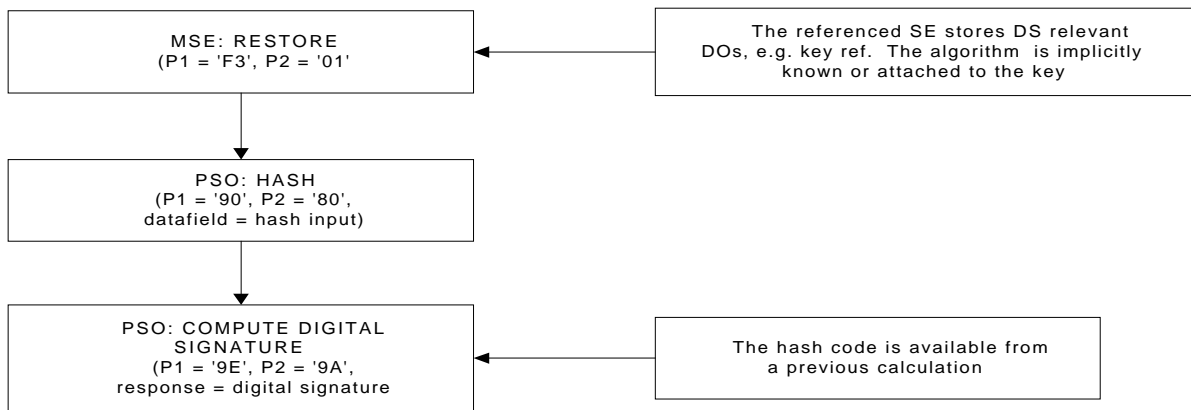 MSE: RESTORE
(P1 = 'F3', P2 = '01'
The referenced SE stores DS relevant
DOs, e.g. key ref. The algorithm is implicitly
known or attached to the key
PSO: HASH
(P1 = '90', P2 = '80',
datafield = hash input)
PSO: COMPUTE DIGITAL
SIGNATURE
(P1 = '9E', P2 = '9A',
response = digital signature
The hash code is available from
a previous calculation